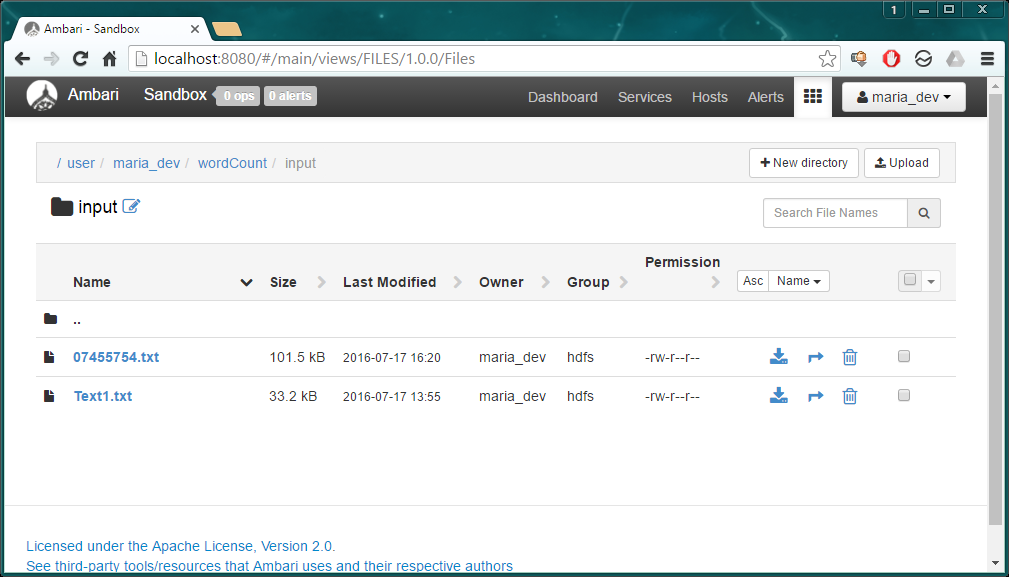 1
Ambari - Sandbox
localhost:8080/#/main/views/FILES/1.0.0/Files
Ambari Sandbox 0 ops 0 alerts Dashboard Services Hosts Alerts maria_dev
/ user / maria_dev / wordCount / input New directory Upload
input Search File Names
Name Size Last Modified Owner Group Permission Asc Name
..
07455754.txt 101.5 kB 2016-07-17 16:20 maria_dev hdfs -rw-r--r--
Text1.txt 33.2 kB 2016-07-17 13:55 maria_dev hdfs -rw-r--r--
Licensed under the Apache License, Version 2.0.
See third-party tools/resources that Ambari uses and their respective authors